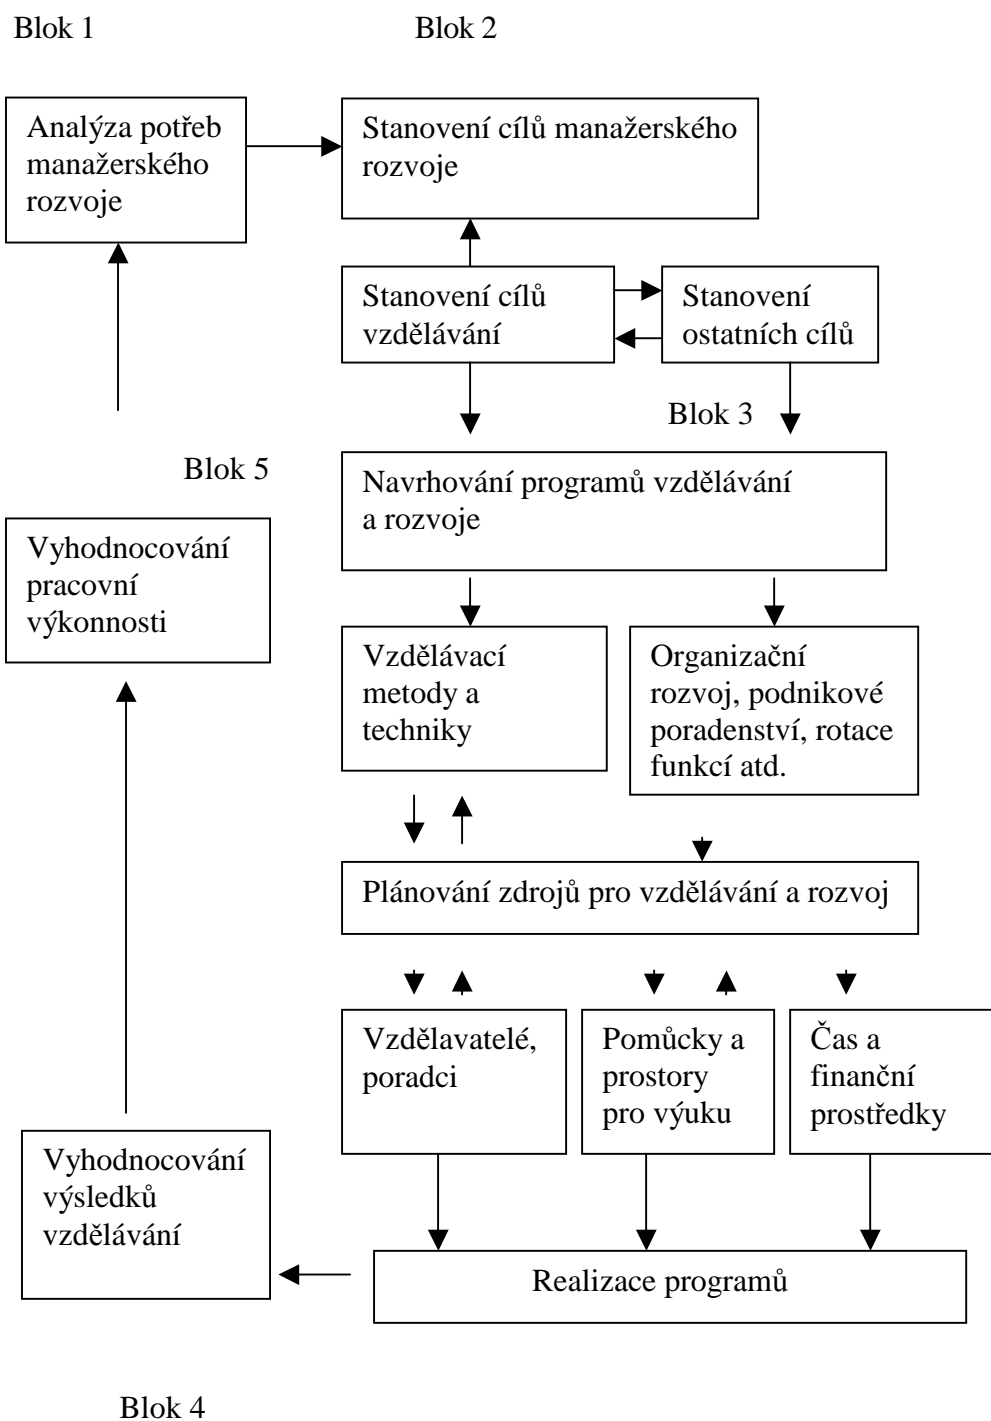 Blok 1
Blok 2
Analýza potřeb
manažerského
rozvoje
Stanovení cílů manažerského
rozvoje
Stanovení cílů
vzdělávání
Stanovení
ostatních cílů
Blok 3
Blok 5
Navrhování programů vzdělávání
a rozvoje
Vyhodnocování
pracovní
výkonnosti
Vzdělávací
metody a
techniky
Organizační
rozvoj, podnikové
poradenství, rotace
funkcí atd.
Plánování zdrojů pro vzdělávání a rozvoj
Vzdělavatelé,
poradci
Pomůcky a
prostory
pro výuku
Čas a
finanční
prostředky
Vyhodnocování
výsledků
vzdělávání
Realizace programů
Blok 4